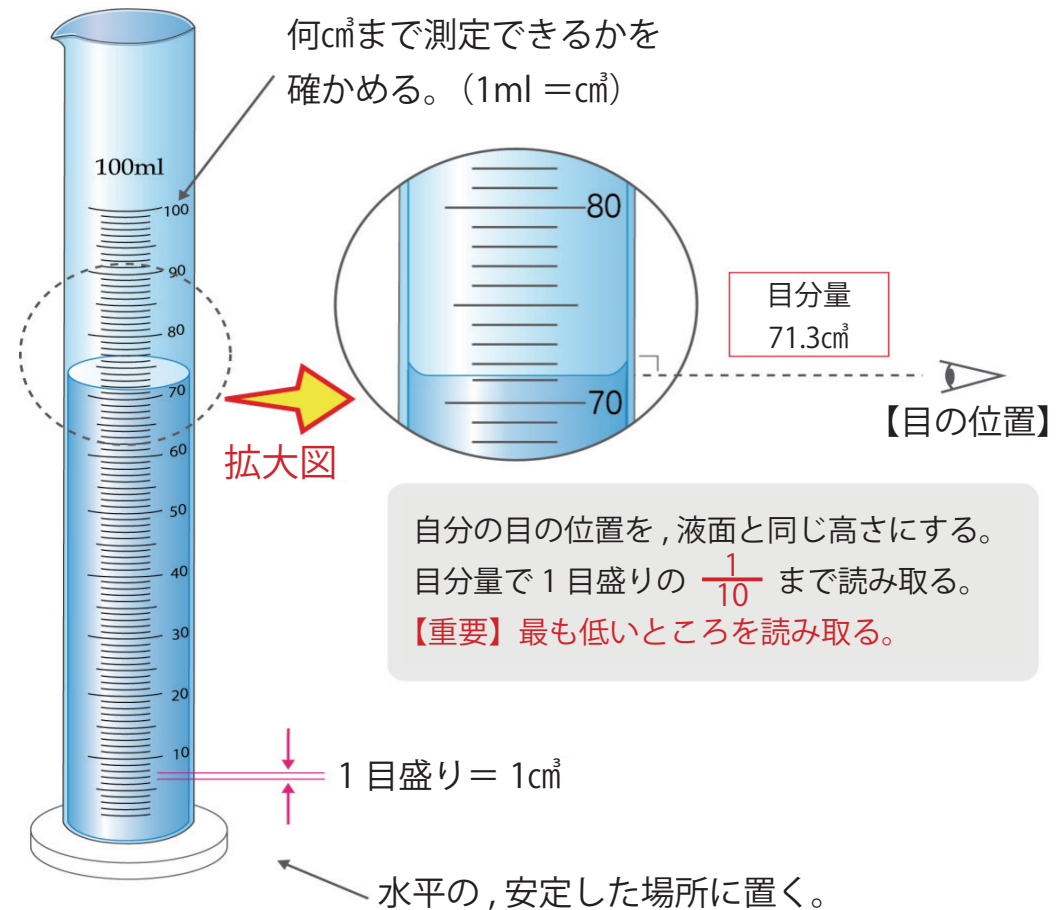 何㎤まで測定できるかを
確かめる。（1ml ＝㎤）
100ml
100
90
80
70
60
50
40
30
20
10
80
70
目分量
71.3㎤
【目の位置】
拡大図
自分の目の位置を , 液面と同じ高さにする。
目分量で 1 目盛りの 1/10 まで読み取る。
【重要】最も低いところを読み取る。
1 目盛り＝ 1㎤
水平の , 安定した場所に置く。